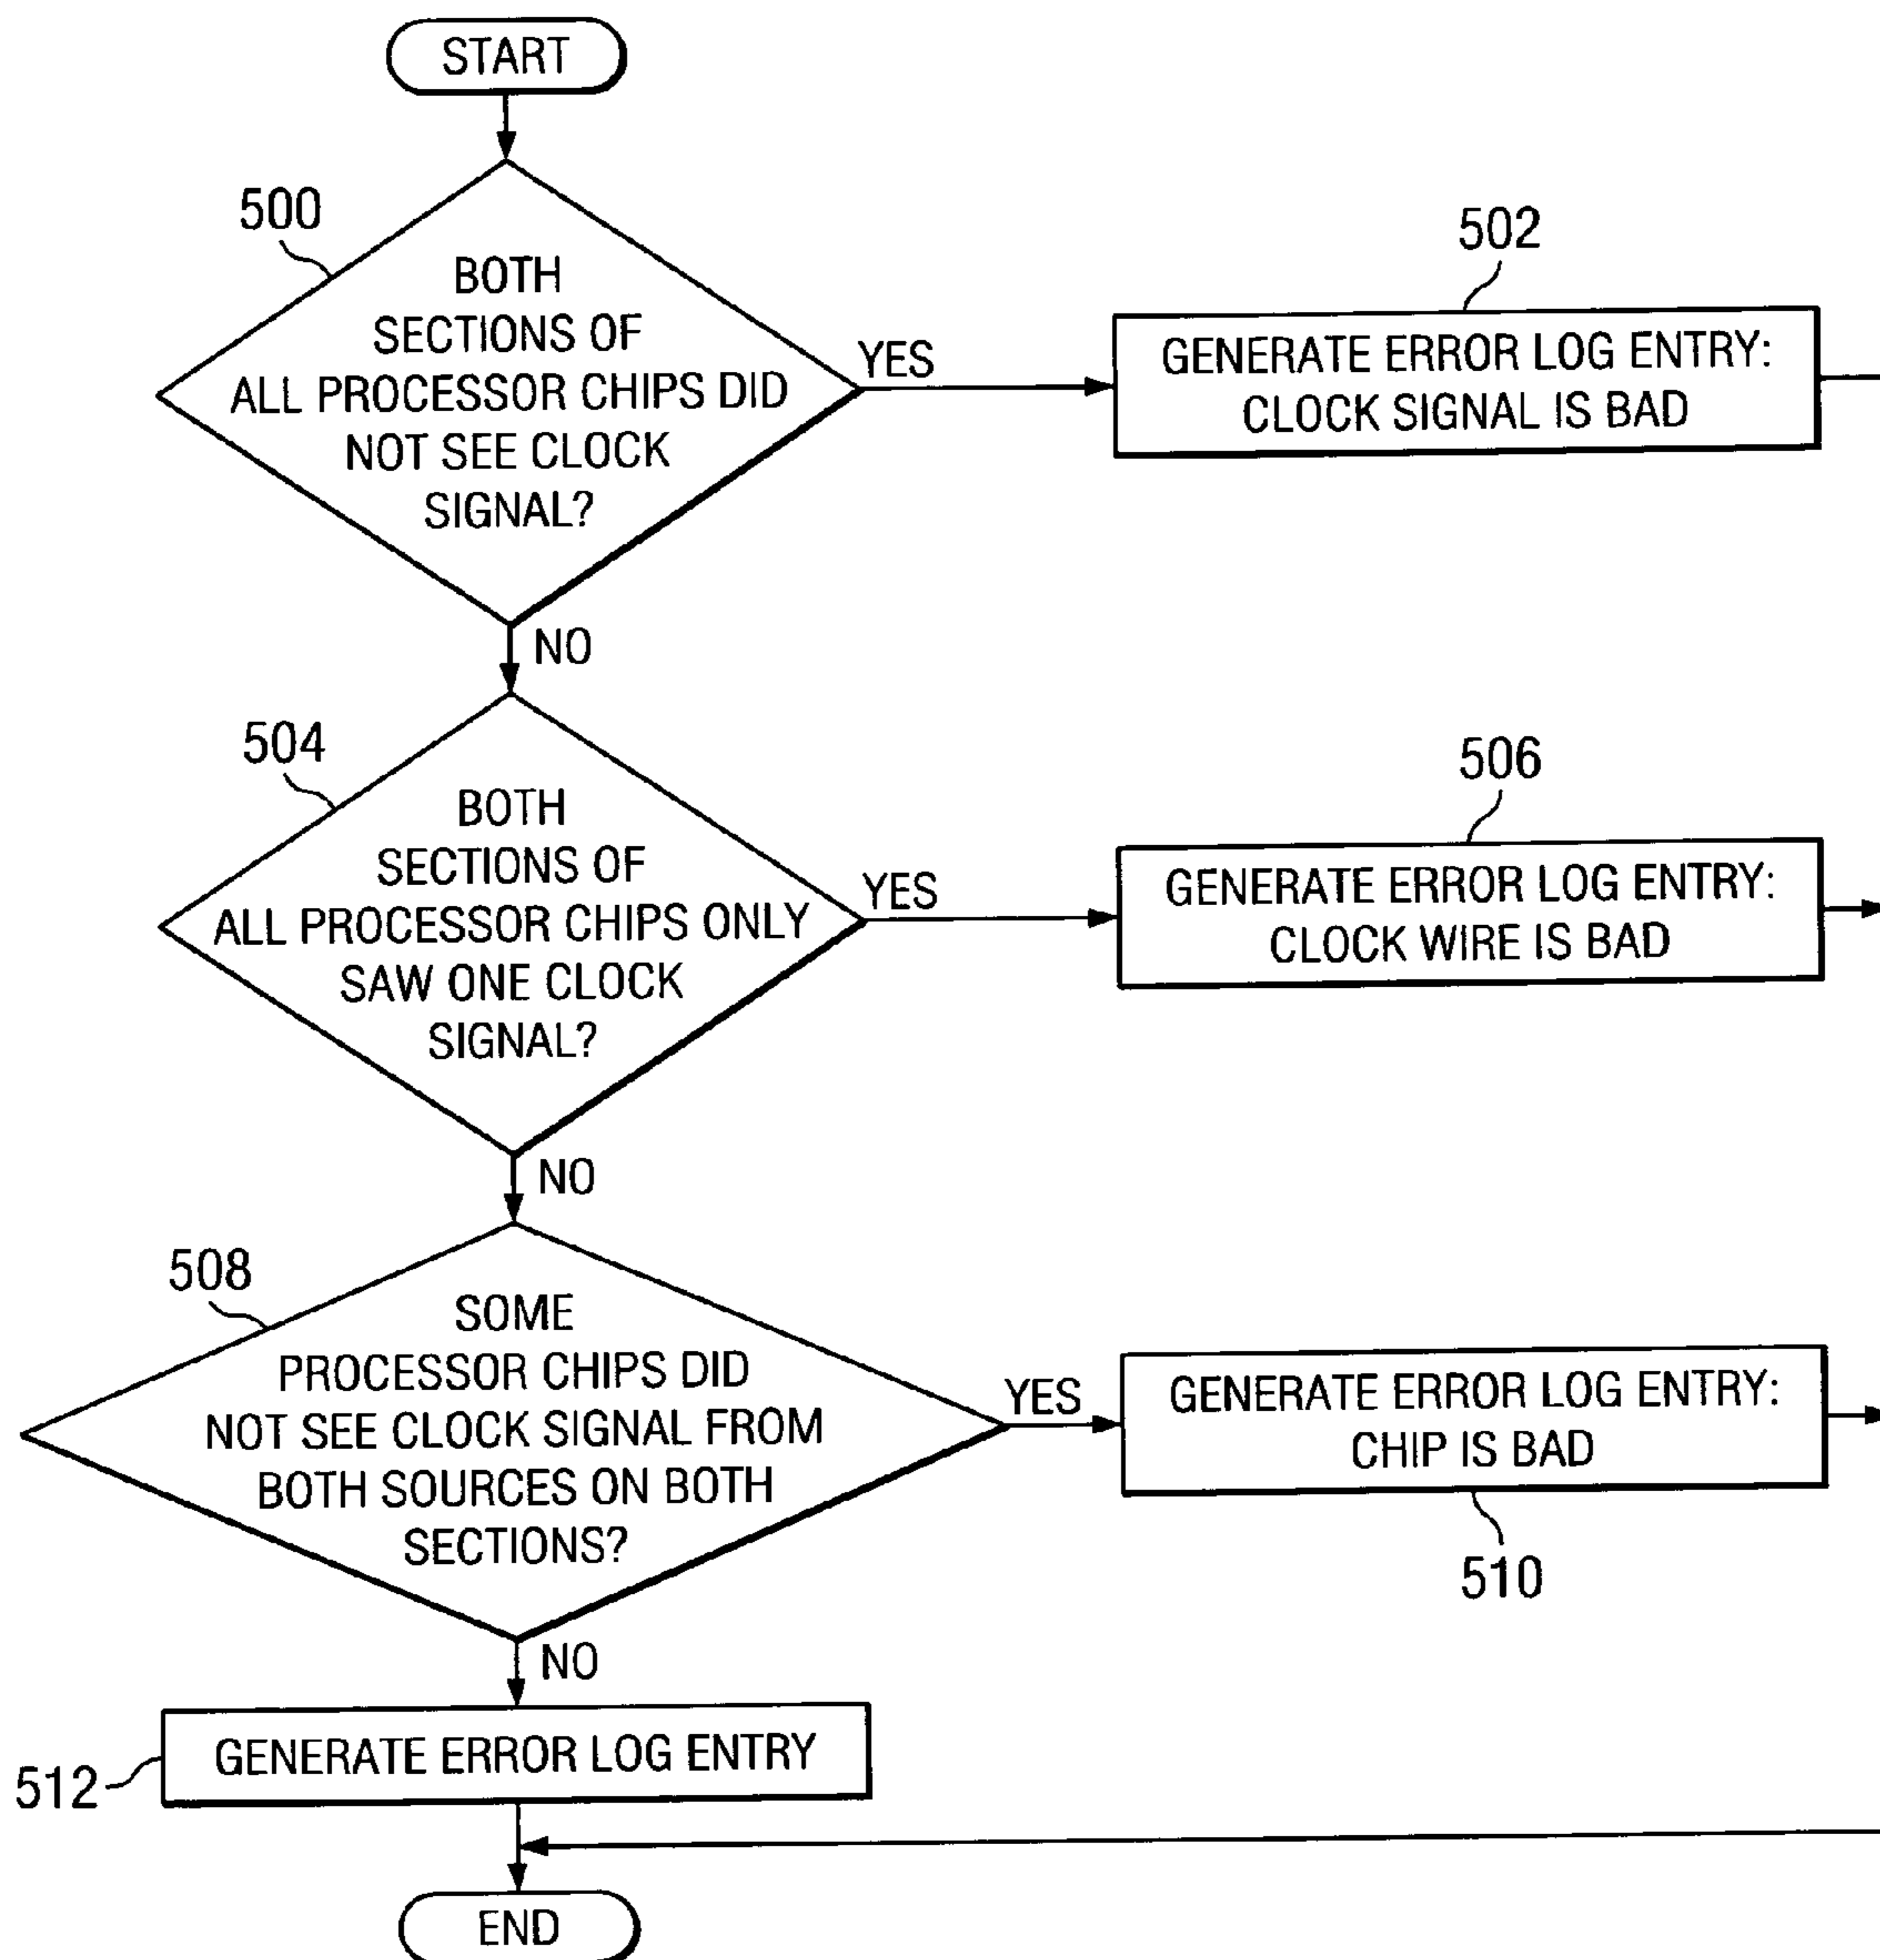 START
500
BOTH
SECTIONS OF
ALL PROCESSOR CHIPS DID
NOT SEE CLOCK
SIGNAL?
YES
502
GENERATE ERROR LOG ENTRY:
CLOCK SIGNAL IS BAD
NO
504
BOTH
SECTIONS OF
ALL PROCESSOR CHIPS ONLY
SAW ONE CLOCK
SIGNAL?
YES
506
GENERATE ERROR LOG ENTRY:
CLOCK WIRE IS BAD
NO
508
SOME
PROCESSOR CHIPS DID
NOT SEE CLOCK SIGNAL FROM
BOTH SOURCES ON BOTH
SECTIONS?
YES
GENERATE ERROR LOG ENTRY:
CHIP IS BAD
510
NO
GENERATE ERROR LOG ENTRY
512
END